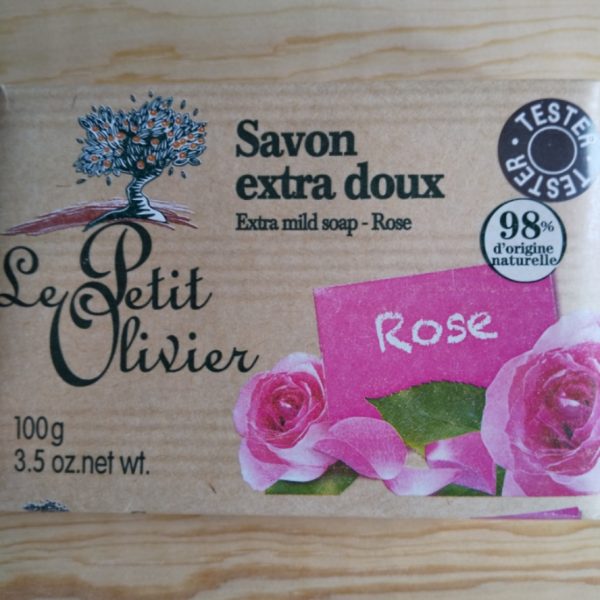 Savon
extra doux
Extra mild soap - Rose
TESTER · TESTER ·
98%
d'origine
naturelle
Le Petit
Olivier
Rose
100g
3.5 oz.net wt.